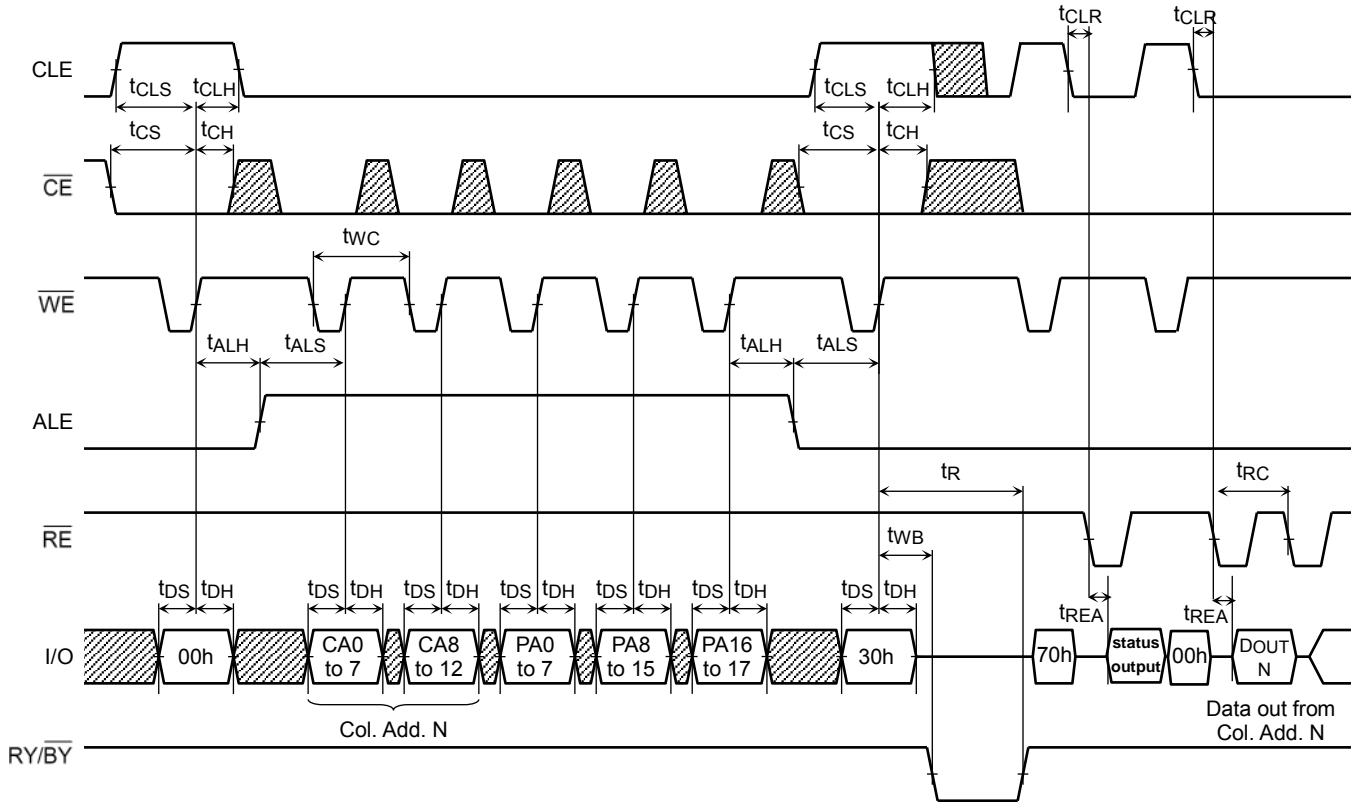 tCLR tCLR
CLE
tCLS tCLH tCLS tCLH
tCS tCH tCS tCH
CE
tWC
WE
tALH tALS tALH tALS
ALE
tR tRC
RE
tWB
tDS tDH tDS tDH tDS tDH tDS tDH tDS tDH tDS tDH tDS tDH
tREA tREA
I/O
00h
CA0
to 7
CA8
to 12
PA0
to 7
PA8
to 15
PA16
to 17
30h
70h
status
output
00h
DOUT
N
Col. Add. N
Data out from
Col. Add. N
RY/BY